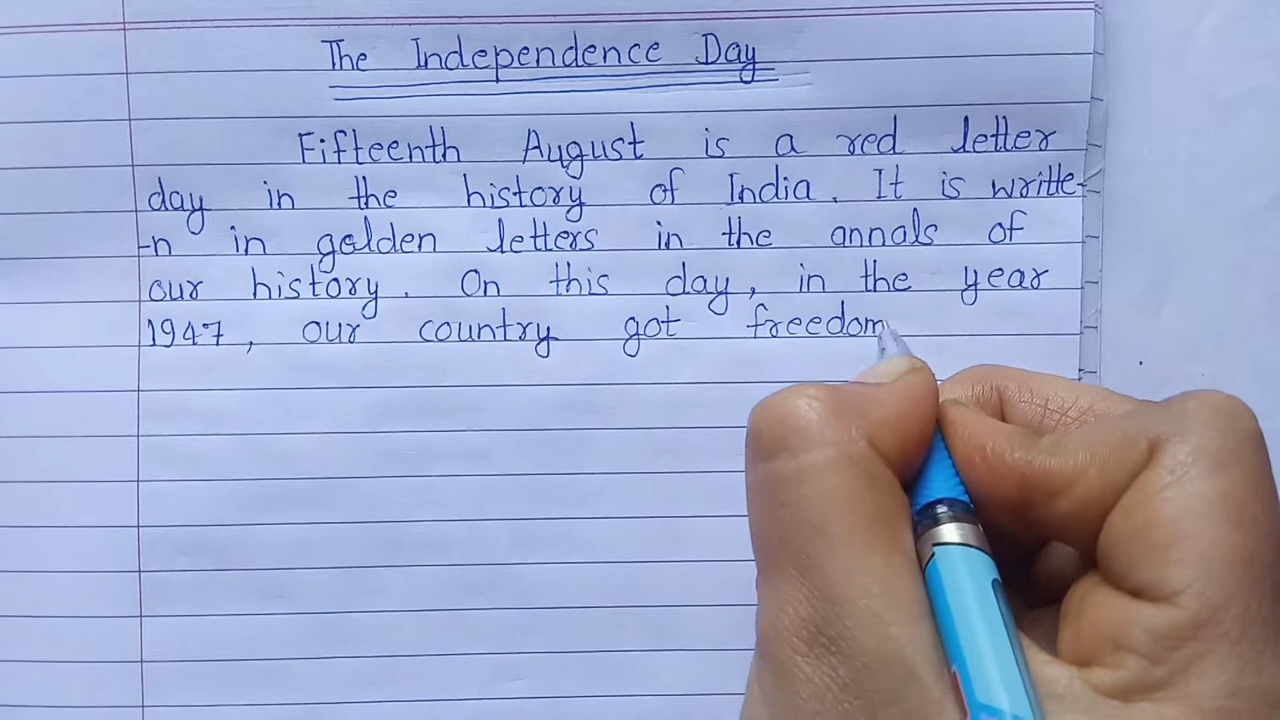 The Independence Day
Fifteenth August is a red letter
day in the history of India. It is writte-
-n in golden letters in the annals of
our history. On this day, in the year
1947, our country got freedom